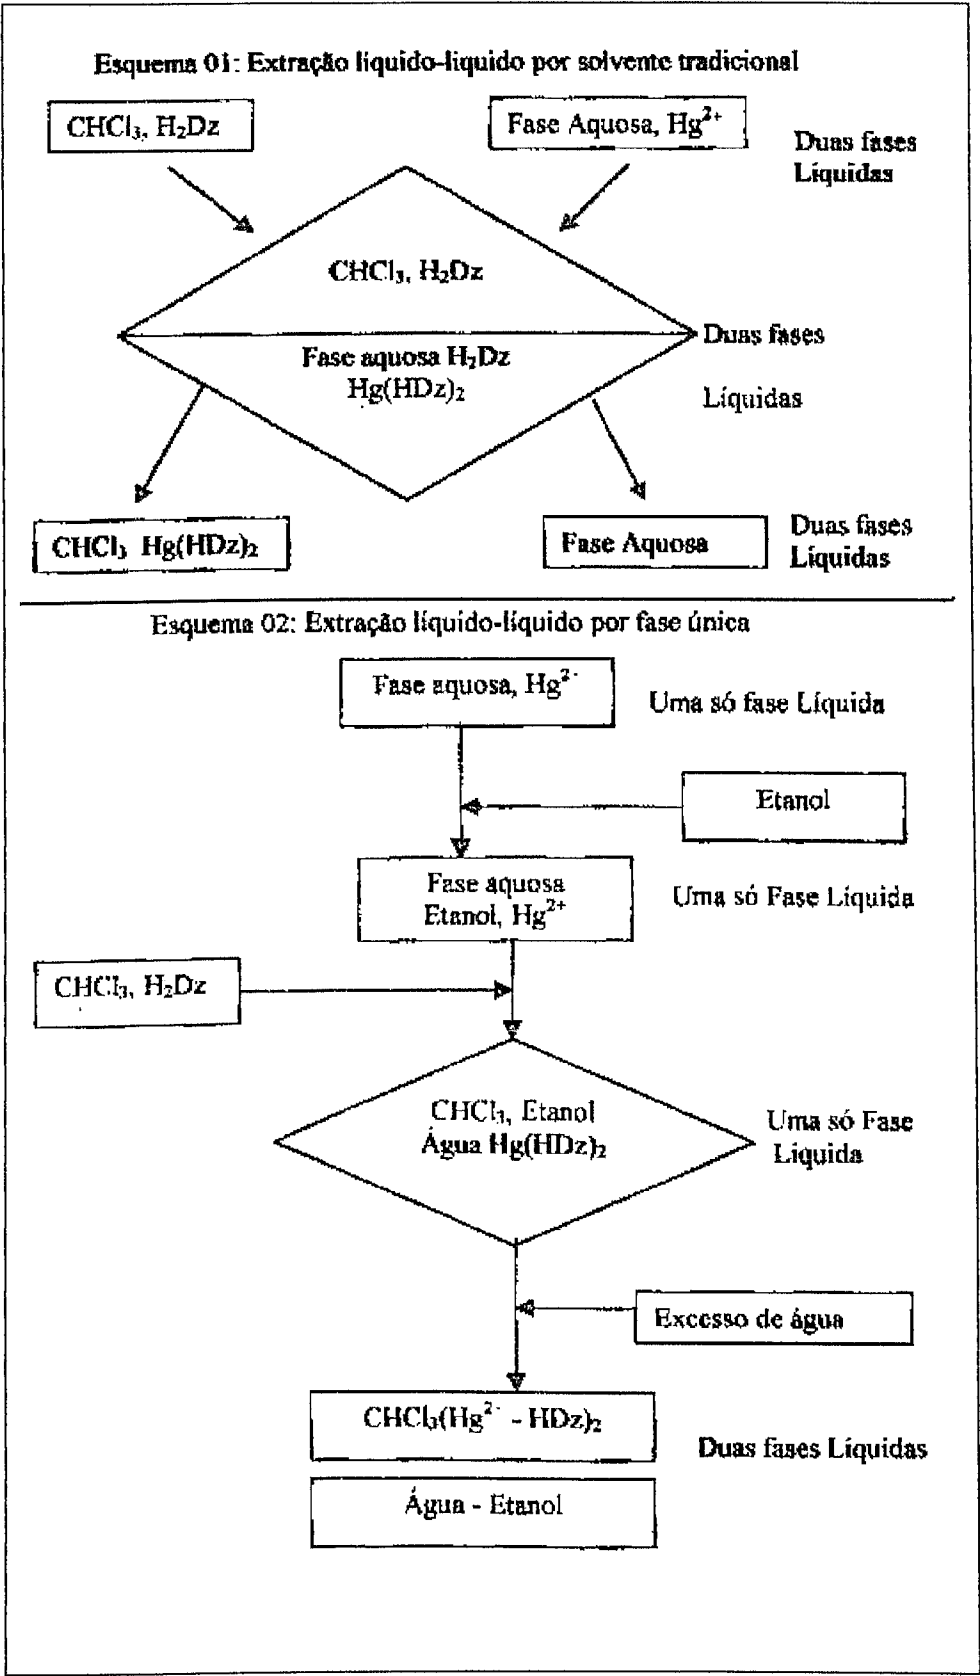 Esquema 01: Extração líquido-liquido por solvente tradicional
CHCl₃, H₂Dz
Fase Aquosa, Hg²⁺
Duas fases
Líquidas
CHCl₃, H₂Dz
Fase aquosa H₂Dz
Hg(HDz)₂
Duas fases
Líquidas
CHCl₃ Hg(HDz)₂
Fase Aquosa
Duas fases
Líquidas
Esquema 02: Extração líquido-líquido por fase única
Fase aquosa, Hg²⁺
Uma só fase Líquida
Etanol
Fase aquosa
Etanol, Hg²⁺
Uma só Fase Líquida
CHCl₃, H₂Dz
CHCl₃, Etanol
Água Hg(HDz)₂
Uma só Fase
Líquida
Excesso de água
CHCl₃(Hg²⁺ - HDz)₂
Duas fases Líquidas
Água - Etanol